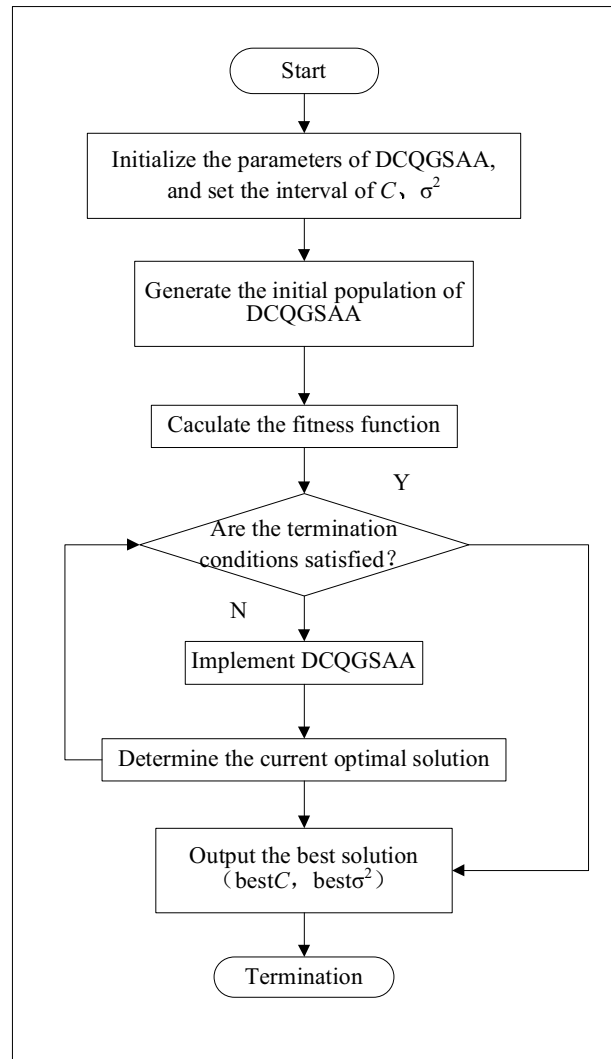 Start
Initialize the parameters of DCQGSAA,
and set the interval of C、σ²
Generate the initial population of
DCQGSAA
Caculate the fitness function
Y
Are the termination
conditions satisfied？
N
Implement DCQGSAA
Determine the current optimal solution
Output the best solution
（bestC，bestσ²）
Termination